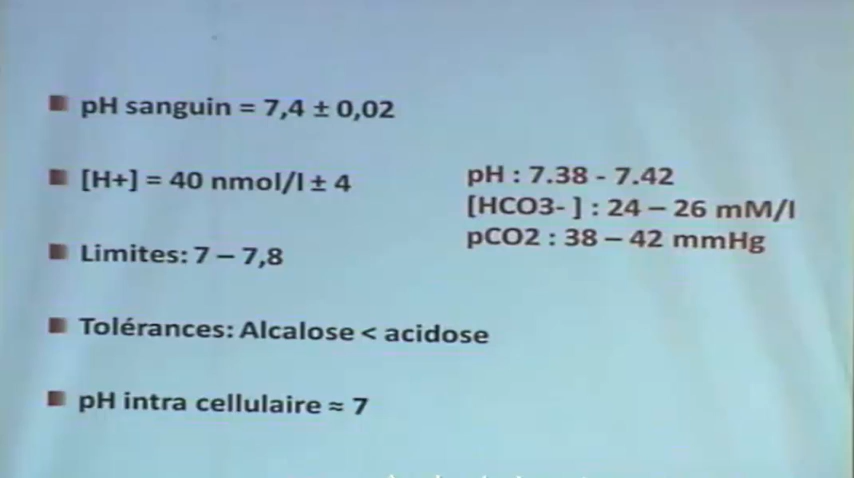 pH sanguin = 7,4 ± 0,02
[H+] = 40 nmol/l ± 4
Limites: 7 – 7,8
Tolérances: Alcalose < acidose
pH intra cellulaire ≈ 7
pH : 7.38 - 7.42
[HCO3- ] : 24 – 26 mM/l
pCO2 : 38 – 42 mmHg